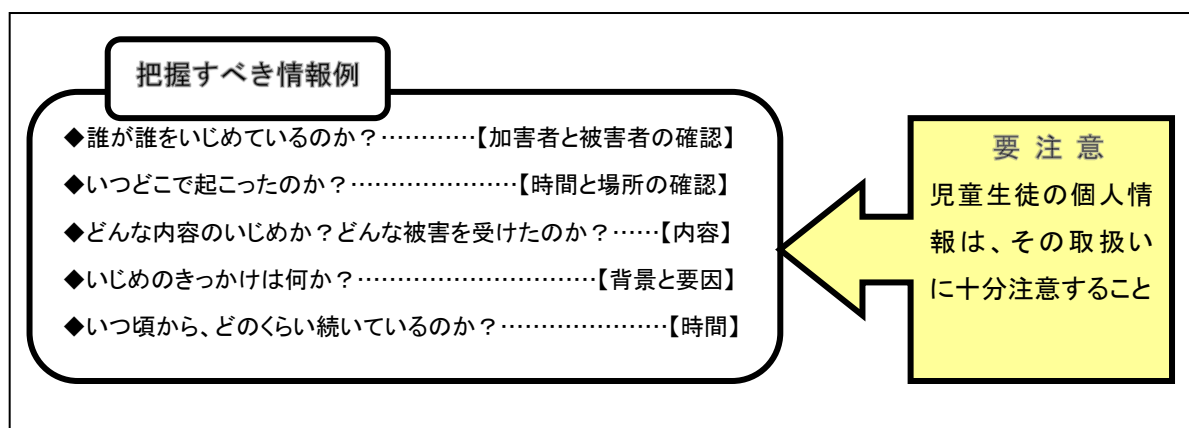 把握すべき情報例
◆誰が誰をいじめているのか？…………【加害者と被害者の確認】
◆いつどこで起こったのか？…………………【時間と場所の確認】
◆どんな内容のいじめか？どんな被害を受けたのか？……【内容】
◆いじめのきっかけは何か？…………………………【背景と要因】
◆いつ頃から、どのくらい続いているのか？…………………【時間】
要 注 意
児童生徒の個人情
報は、その取扱い
に十分注意すること